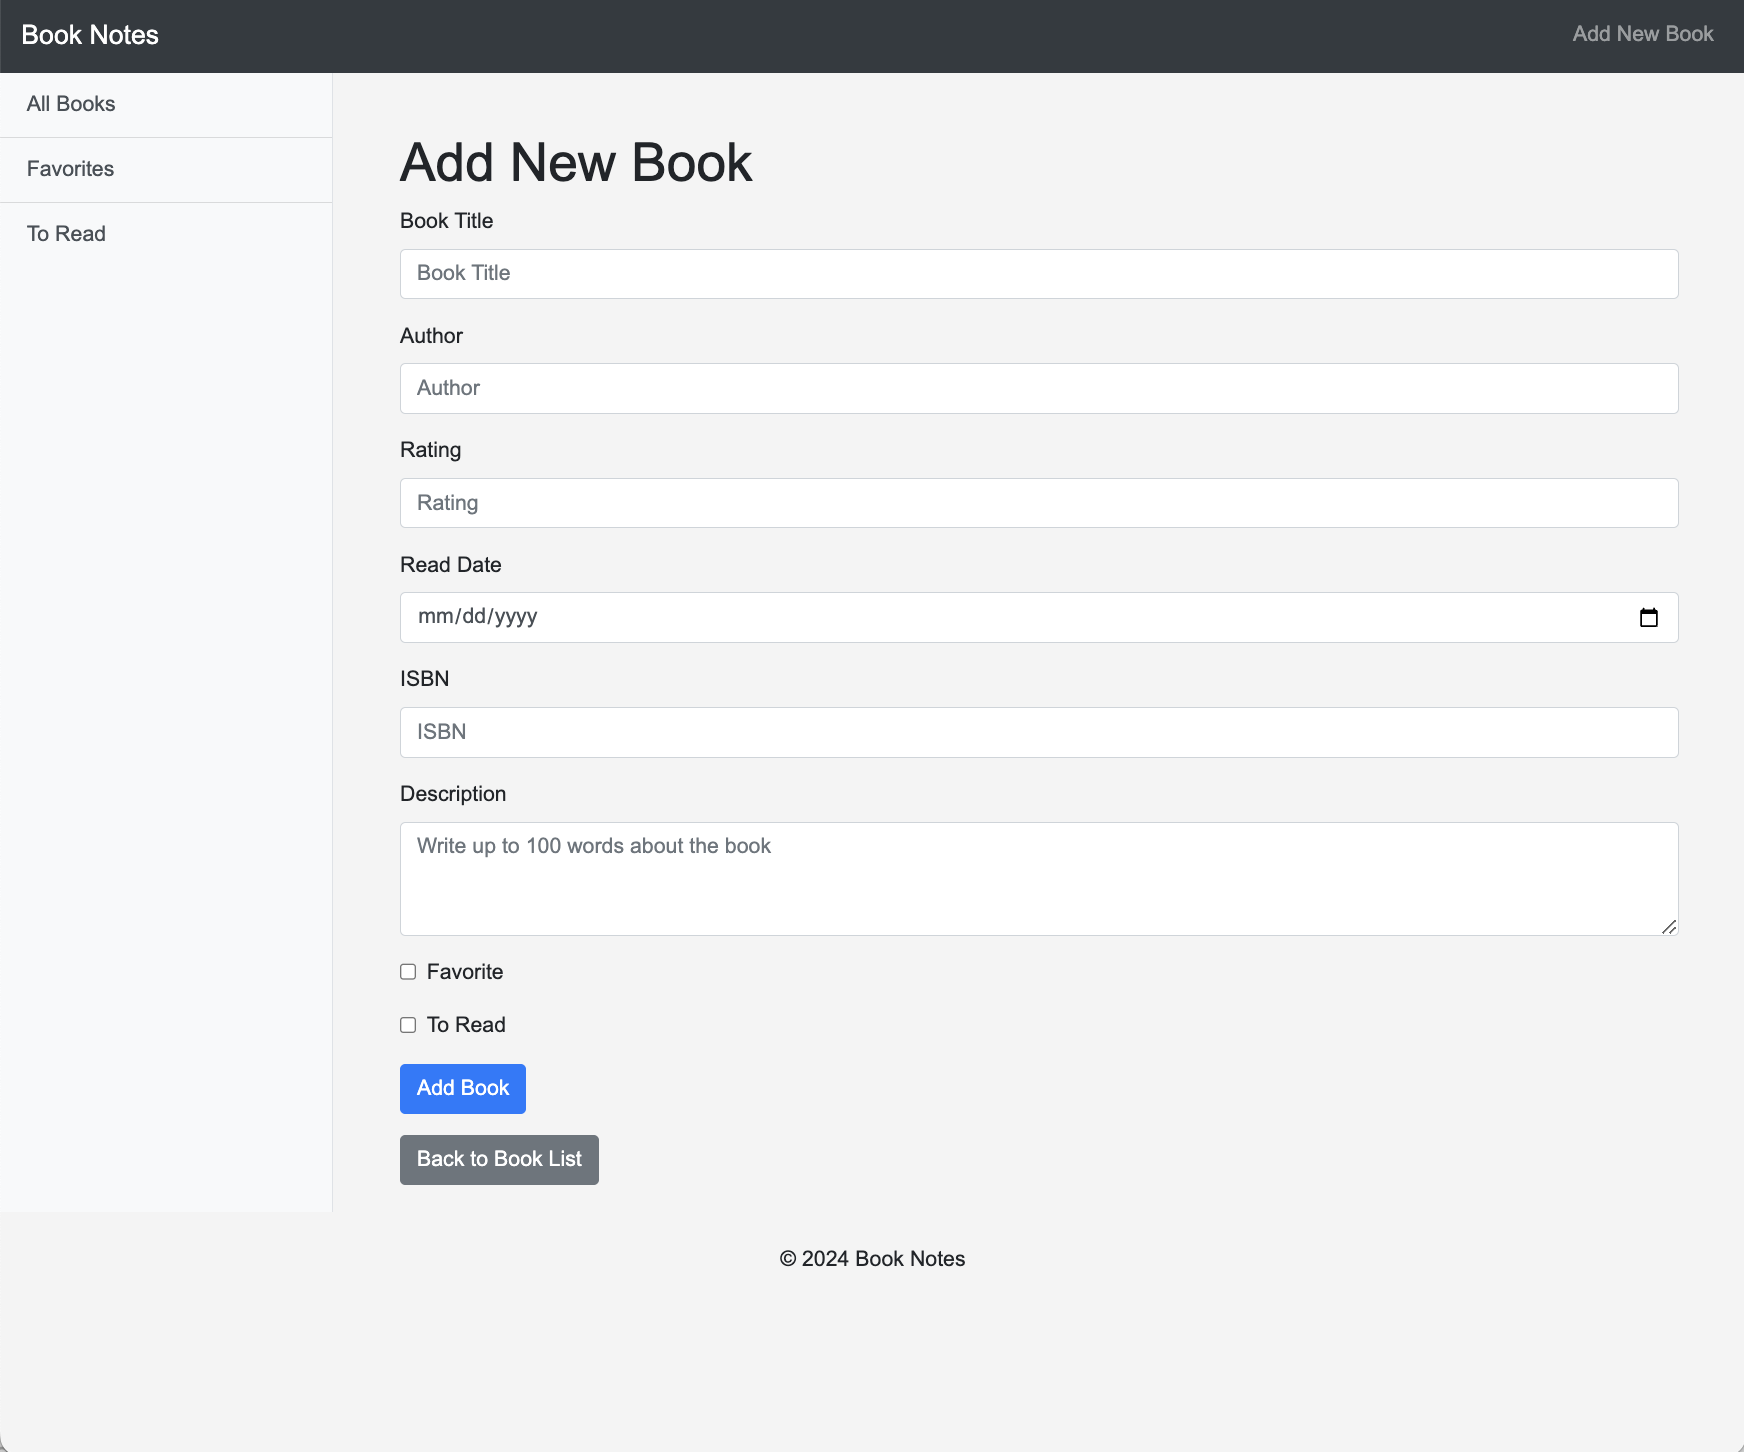 Book Notes
Add New Book
All Books
Favorites
To Read
Add New Book
Book Title
Book Title
Author
Author
Rating
Rating
Read Date
mm/dd/yyyy
ISBN
ISBN
Description
Write up to 100 words about the book
Favorite
To Read
Add Book
Back to Book List
© 2024 Book Notes